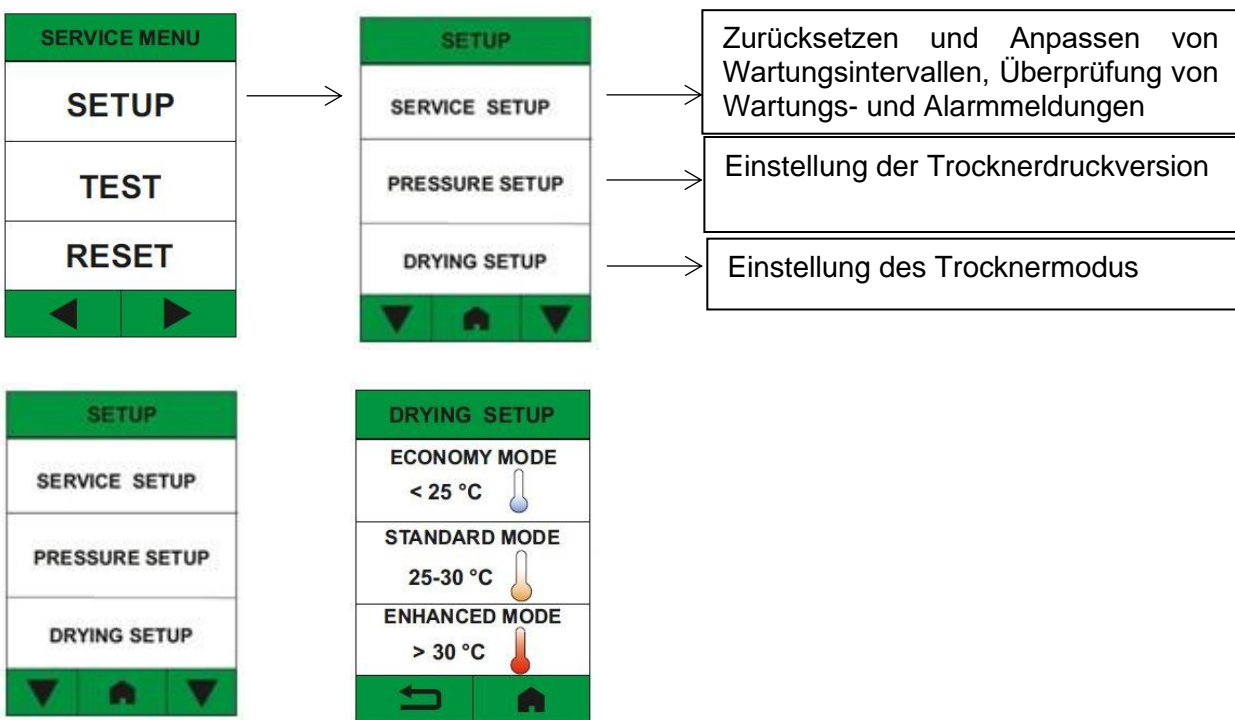 SERVICE MENU
SETUP
TEST
RESET
SETUP
SERVICE SETUP
PRESSURE SETUP
DRYING SETUP
Zurücksetzen und Anpassen von
Wartungsintervallen, Überprüfung von
Wartungs- und Alarmmeldungen
Einstellung der Trocknerdruckversion
Einstellung des Trocknermodus
SETUP
SERVICE SETUP
PRESSURE SETUP
DRYING SETUP
DRYING SETUP
ECONOMY MODE
< 25 °C
STANDARD MODE
25-30 °C
ENHANCED MODE
> 30 °C